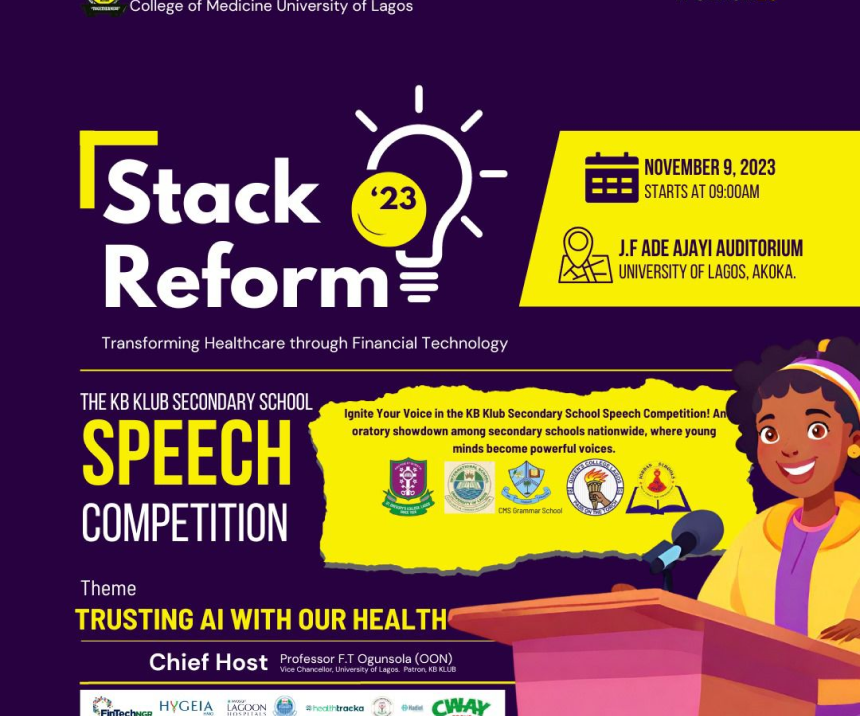 College of Medicine University of Lagos
Stack
'23
Reform
Transforming Healthcare through Financial Technology
NOVEMBER 9, 2023
STARTS AT 09:00AM
J.F ADE AJAYI AUDITORIUM
UNIVERSITY OF LAGOS, AKOKA.
THE KB KLUB SECONDARY SCHOOL
SPEECH
COMPETITION
Ignite Your Voice in the KB Klub Secondary School Speech Competition! An
oratory showdown among secondary schools nationwide, where young
minds become powerful voices.
CMS Grammar School
Theme
TRUSTING AI WITH OUR HEALTH
Chief Host
Professor F.T Ogunsola (OON)
Vice Chancellor, University of Lagos. Patron, KB KLUB
FinTechNGR
HYGEIA
HMO
LAGOON
HOSPITALS
healthtracka
CWAY